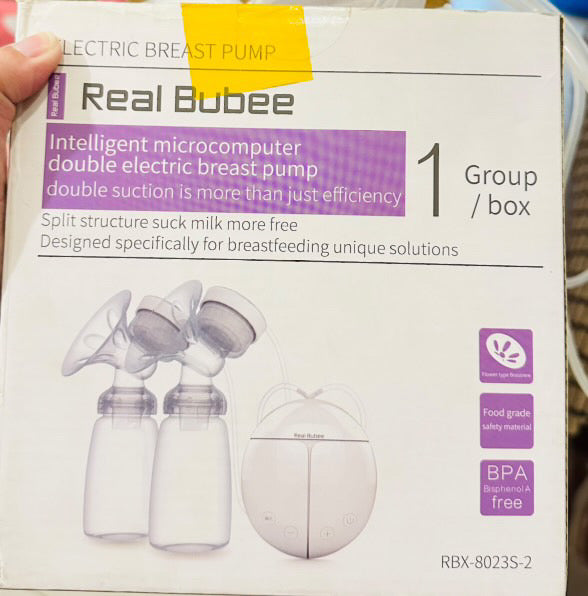 ELECTRIC BREAST PUMP
Real Bubee
Real Bubee
Intelligent microcomputer
double electric breast pump
double suction is more than just efficiency
1 Group
/ box
Split structure suck milk more free
Designed specifically for breastfeeding unique solutions
Flower type
Food grade
safety material
Real Bubee
BPA
Bisphenol A
free
RBX-8023S-2